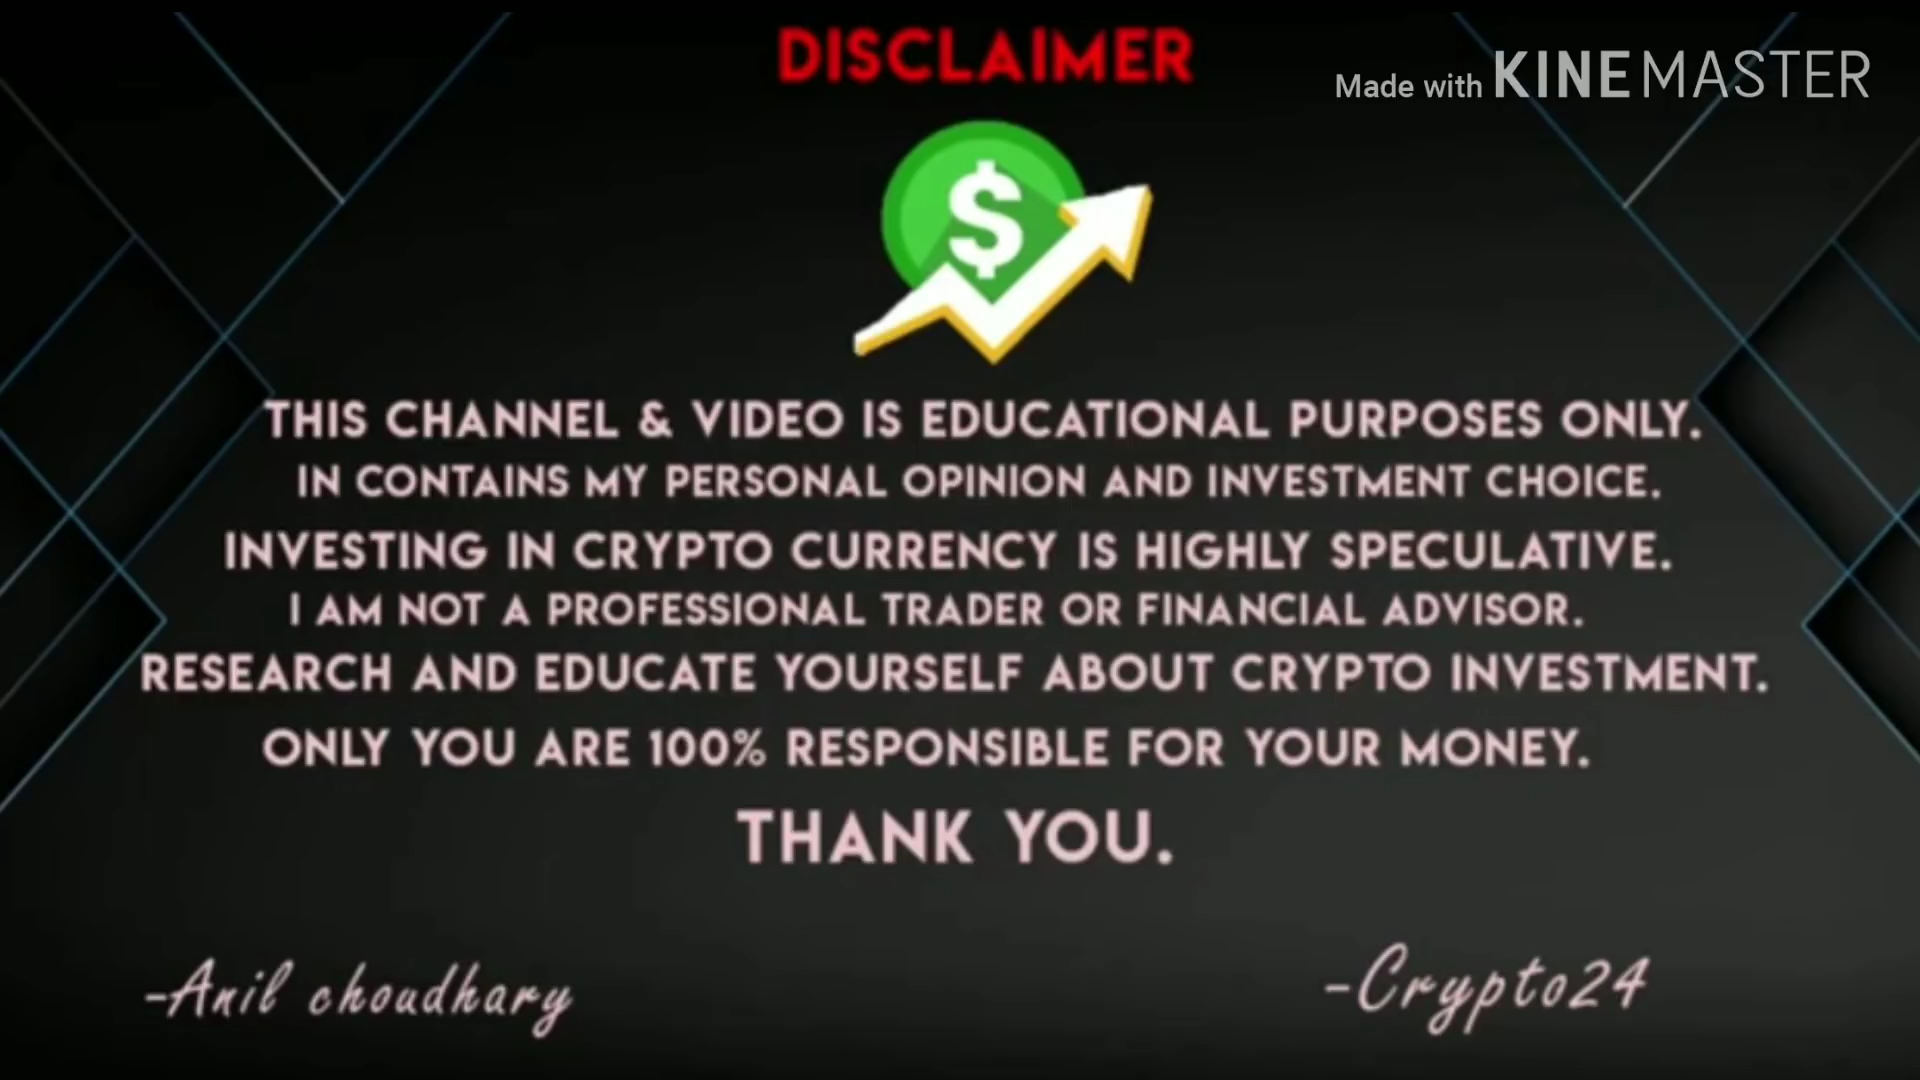 DISCLAIMER
Made with KINEMASTER
$
THIS CHANNEL & VIDEO IS EDUCATIONAL PURPOSES ONLY.
IN CONTAINS MY PERSONAL OPINION AND INVESTMENT CHOICE.
INVESTING IN CRYPTO CURRENCY IS HIGHLY SPECULATIVE.
I AM NOT A PROFESSIONAL TRADER OR FINANCIAL ADVISOR.
RESEARCH AND EDUCATE YOURSELF ABOUT CRYPTO INVESTMENT.
ONLY YOU ARE 100% RESPONSIBLE FOR YOUR MONEY.
THANK YOU.
-Anil choudhary
-Crypto24